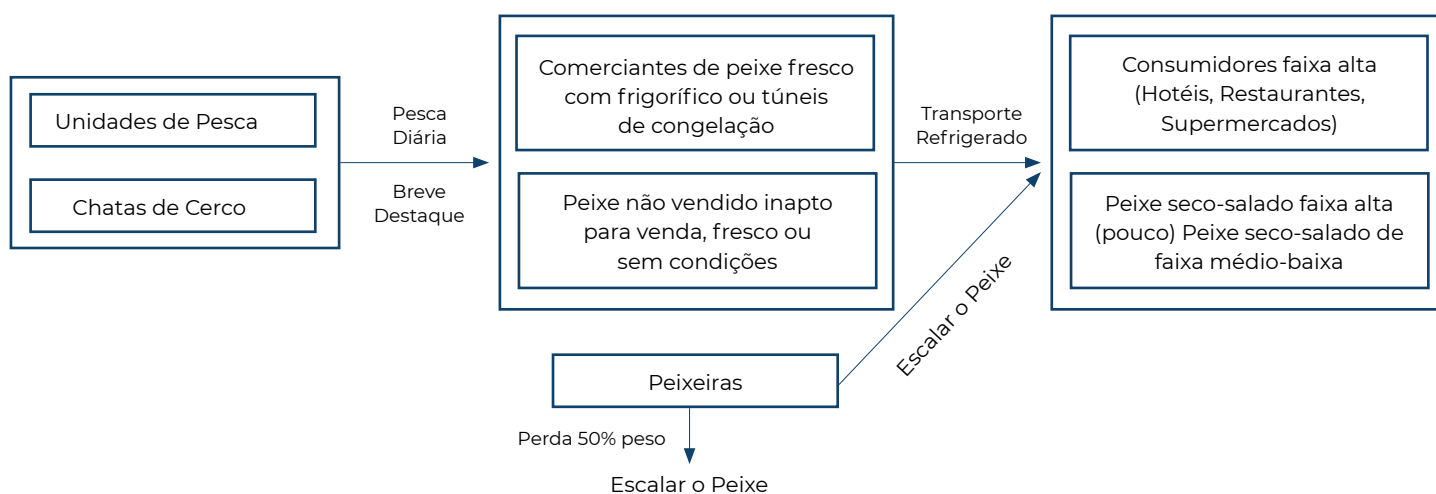 Unidades de Pesca
Chatas de Cerco
Pesca
Diária
Breve
Destaque
Comerciantes de peixe fresco
com frigorífico ou túneis
de congelação
Peixe não vendido inapto
para venda, fresco ou
sem condições
Transporte
Refrigerado
Consumidores faixa alta
(Hotéis, Restaurantes,
Supermercados)
Peixe seco-salado faixa alta
(pouco) Peixe seco-salado de
faixa médio-baixa
Escalar o Peixe
Peixeiras
Perda 50% peso
Escalar o Peixe